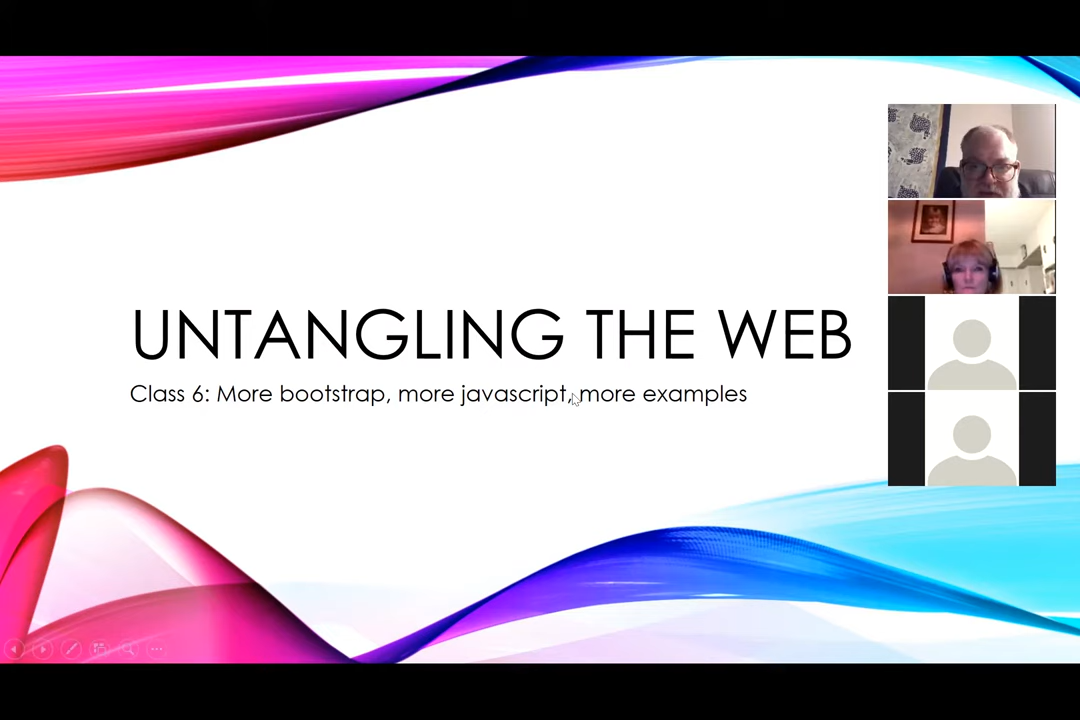 UNTANGLING THE WEB
Class 6: More bootstrap, more javascript, more examples